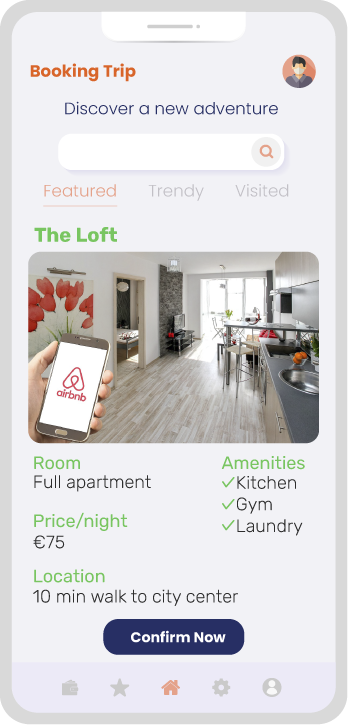 Booking Trip
Discover a new adventure
Featured Trendy Visited
The Loft
airbnb
Room
Full apartment
Amenities
✓Kitchen
✓Gym
✓Laundry
Price/night
€75
Location
10 min walk to city center
Confirm Now